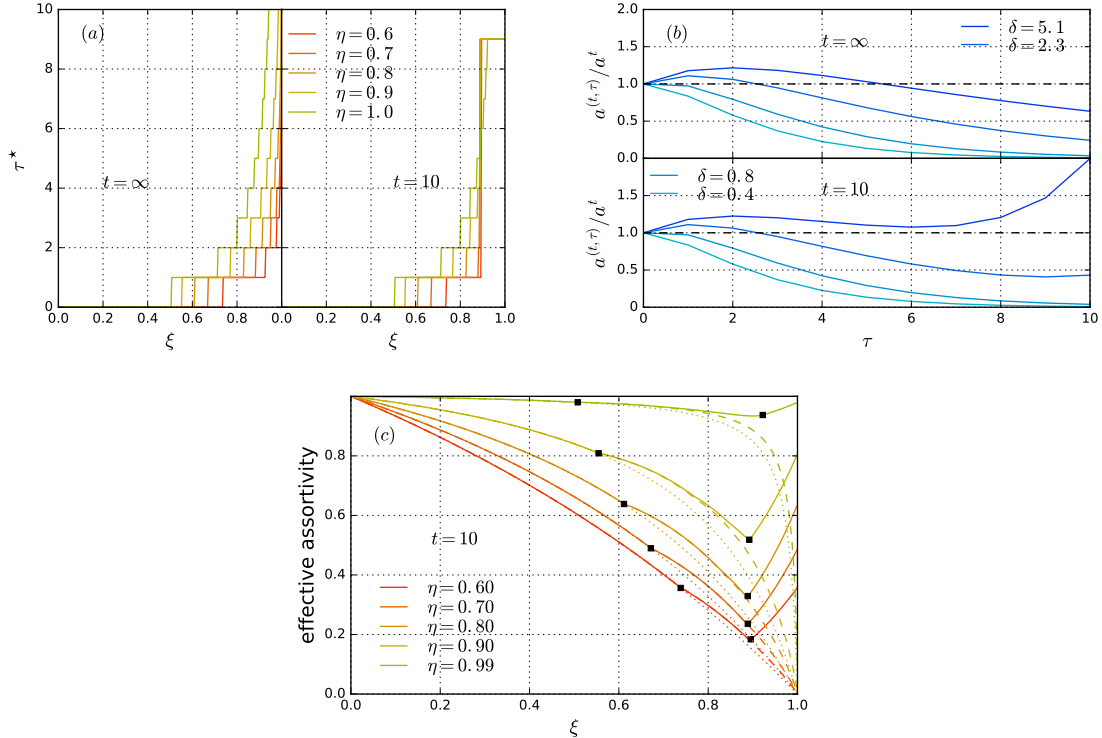 (a)
τ*
10
8
6
4
2
0
t = ∞
t = 10
η = 0.6
η = 0.7
η = 0.8
η = 0.9
η = 1.0
0.0 0.2 0.4 0.6 0.8 0.0 0.2 0.4 0.6 0.8 1.0
ξ ξ
(b)
a^(t,τ)/a^t
2.0
1.5
1.0
0.5
0.0
t = ∞
δ = 5.1
δ = 2.3
a^(t,τ)/a^t
1.5
1.0
0.5
0.0
δ = 0.8
δ = 0.4
t = 10
0 2 4 6 8 10
τ
(c)
effective assortivity
0.8
0.6
0.4
0.2
0.0
t = 10
η = 0.60
η = 0.70
η = 0.80
η = 0.90
η = 0.99
0.0 0.2 0.4 0.6 0.8 1.0
ξ